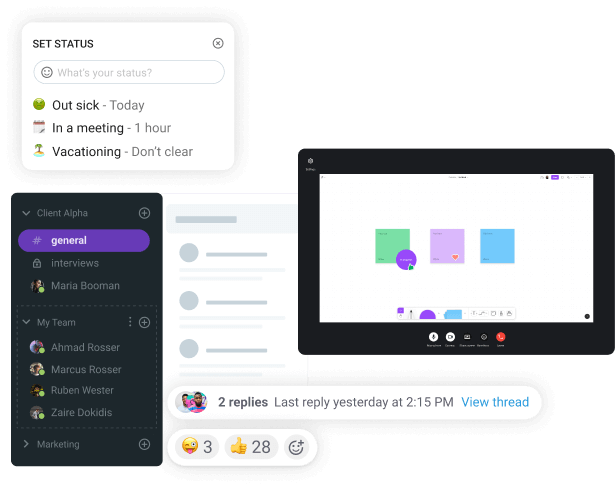 SET STATUS
What's your status?
Out sick - Today
In a meeting - 1 hour
Vacationing - Don't clear
Client Alpha
# general
interviews
Maria Booman
My Team
Ahmad Rosser
Marcus Rosser
Ruben Wester
Zaire Dokidis
Marketing
2 replies Last reply yesterday at 2:15 PM View thread
3 28